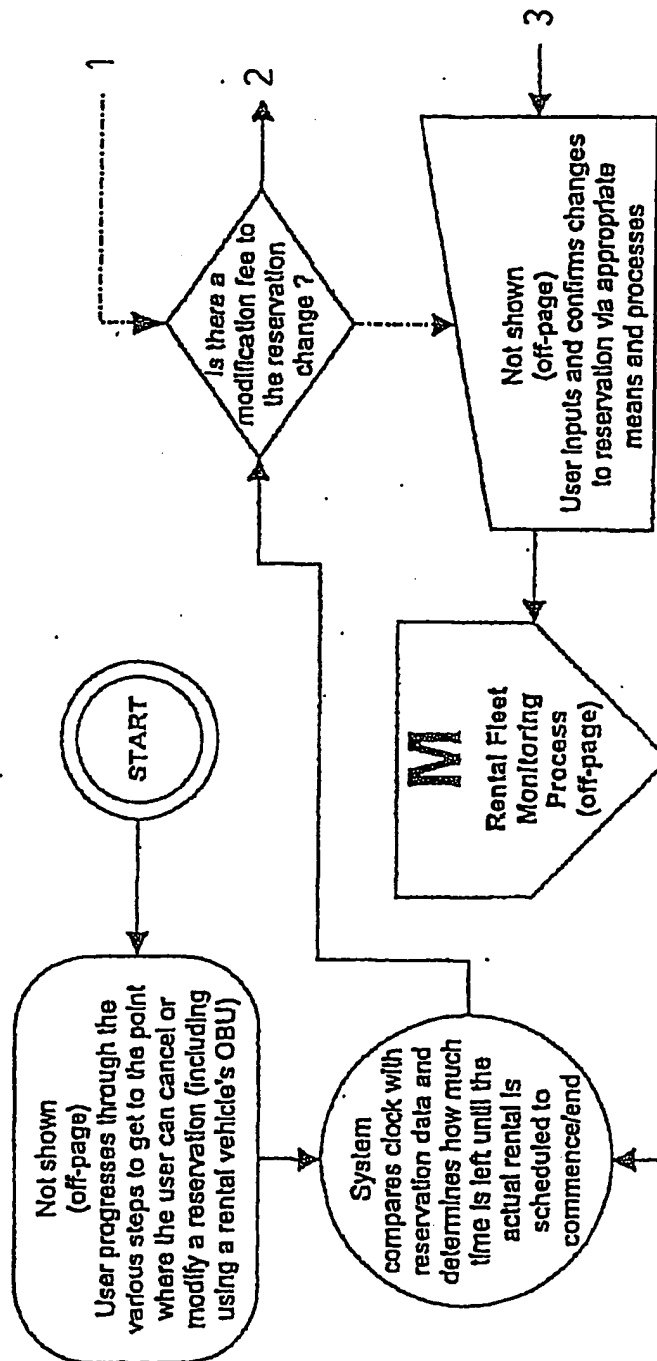 START
Not shown
(off-page)
User progresses through the
various steps to get to the point
where the user can cancel or
modify a reservation (including
using a rental vehicle's OBU)
System
compares clock with
reservation data and
determines how much
time is left until the
actual rental is
scheduled to
commence/end
1
Is there a
modification fee to
the reservation
change ?
2
M
Rental Fleet
Monitoring
Process
(off-page)
Not shown
(off-page)
User Inputs and confirms changes
to reservation via appropriate
means and processes
3